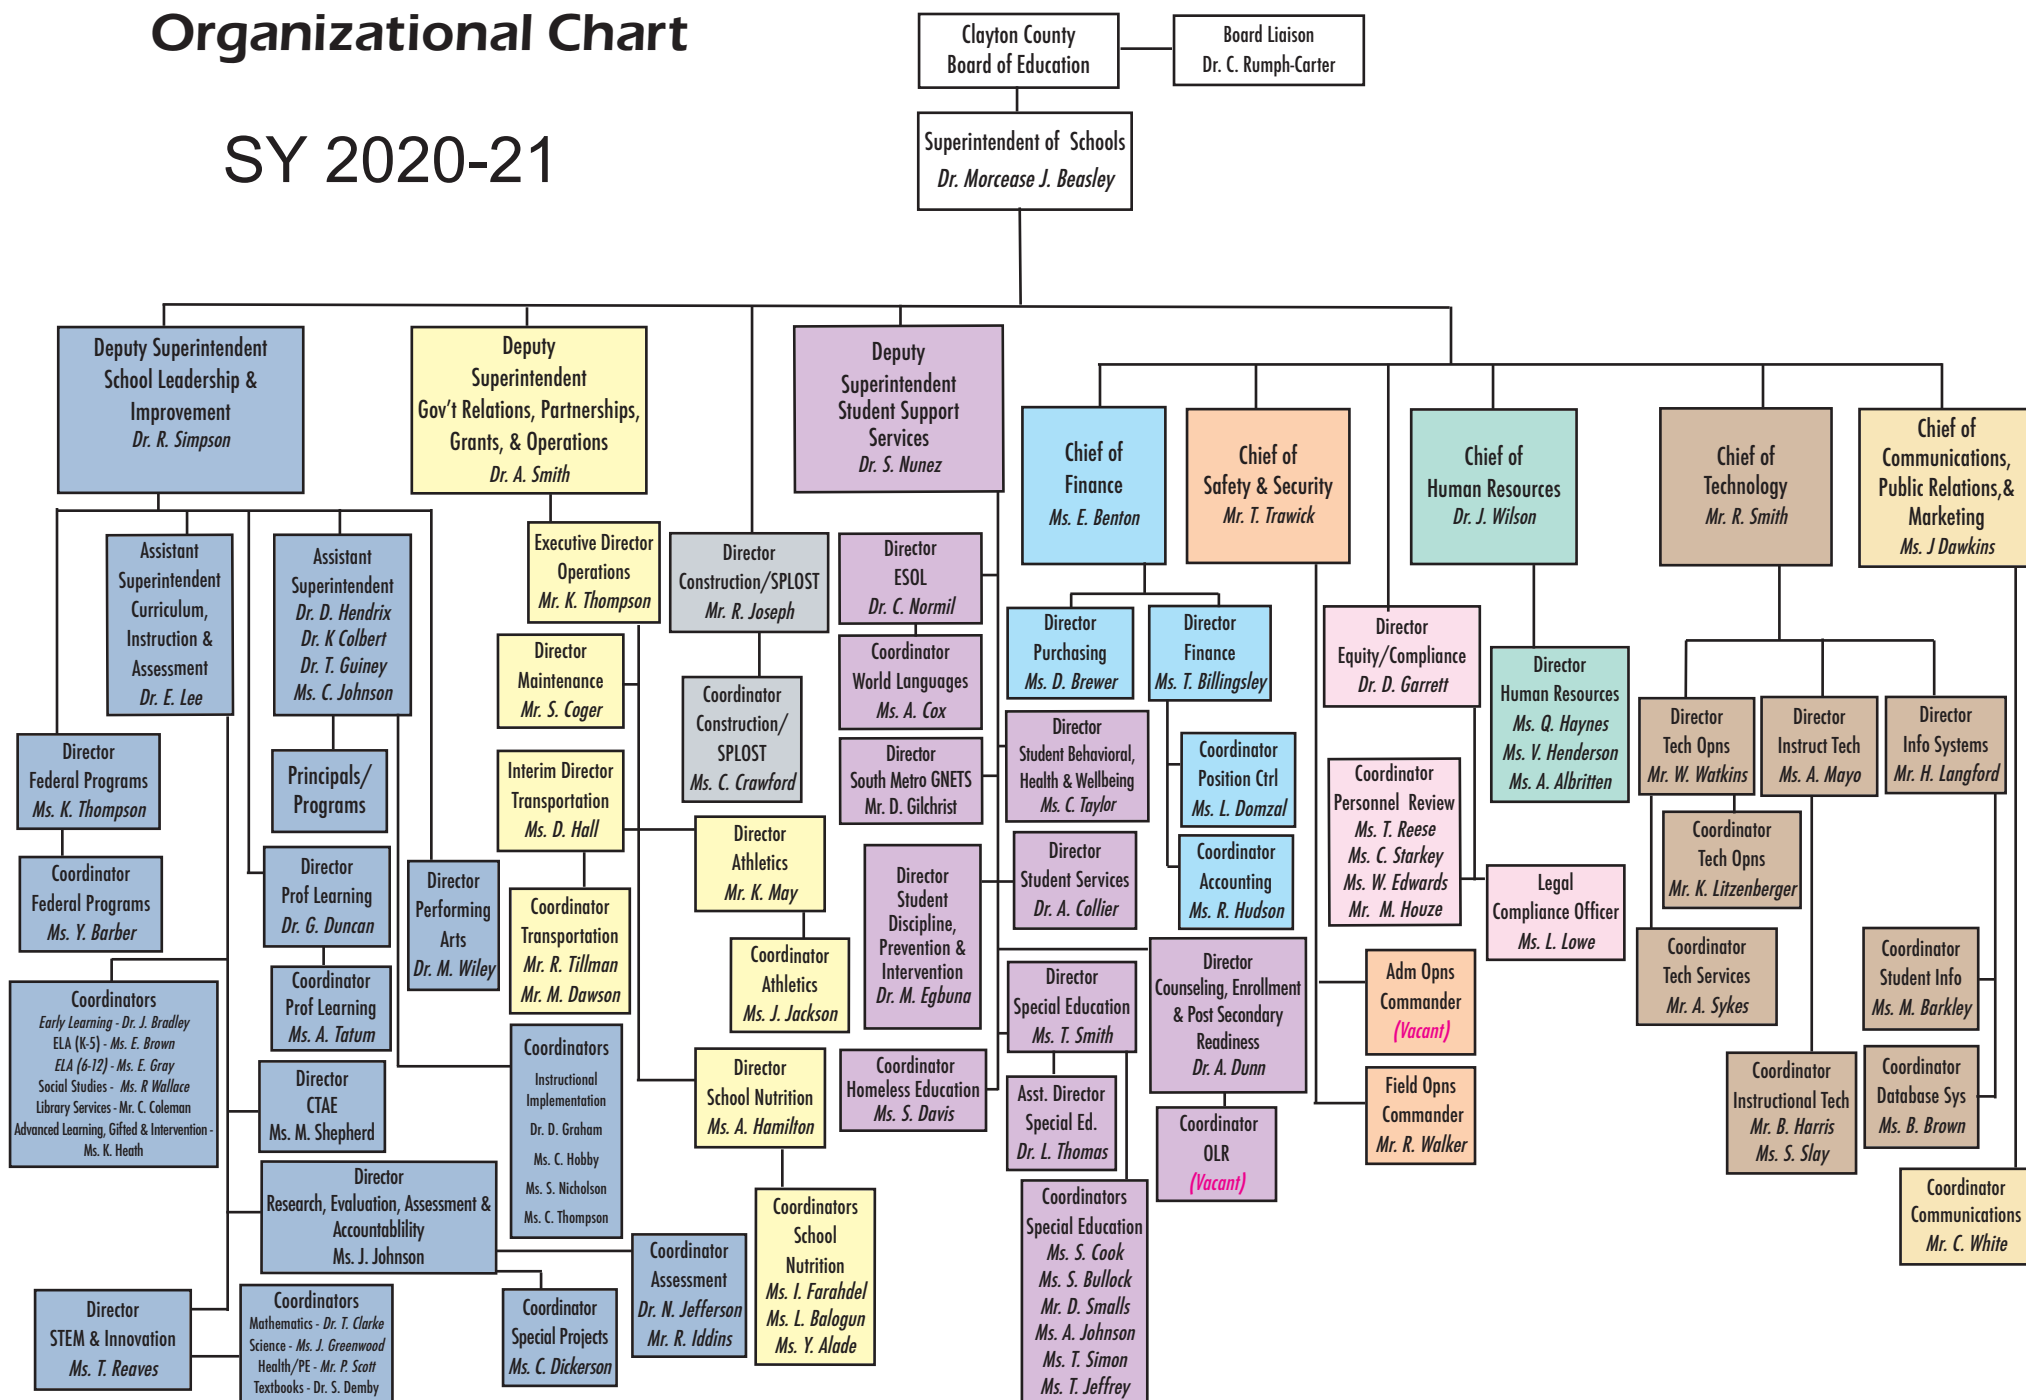 Organizational Chart
SY 2020-21
Clayton County
Board of Education
Board Liaison
Dr. C. Rumph-Carter
Superintendent of Schools
Dr. Morcease J. Beasley
Deputy Superintendent
School Leadership &
Improvement
Dr. R. Simpson
Deputy
Superintendent
Gov't Relations, Partnerships,
Grants, & Operations
Dr. A. Smith
Deputy
Superintendent
Student Support
Services
Dr. S. Nunez
Chief of
Finance
Ms. E. Benton
Chief of
Safety & Security
Mr. T. Trawick
Chief of
Human Resources
Dr. J. Wilson
Chief of
Technology
Mr. R. Smith
Chief of
Communications,
Public Relations,&
Marketing
Ms. J Dawkins
Assistant
Superintendent
Curriculum,
Instruction &
Assessment
Dr. E. Lee
Assistant
Superintendent
Dr. D. Hendrix
Dr. K Colbert
Dr. T. Guiney
Ms. C. Johnson
Executive Director
Operations
Mr. K. Thompson
Director
Construction/SPLOST
Mr. R. Joseph
Director
ESOL
Dr. C. Normil
Director
Purchasing
Ms. D. Brewer
Director
Finance
Ms. T. Billingsley
Director
Equity/Compliance
Dr. D. Garrett
Director
Human Resources
Ms. Q. Haynes
Ms. V. Henderson
Ms. A. Albritten
Director
Maintenance
Mr. S. Coger
Coordinator
World Languages
Ms. A. Cox
Coordinator
Construction/
SPLOST
Ms. C. Crawford
Director
Tech Opns
Mr. W. Watkins
Director
Instruct Tech
Ms. A. Mayo
Director
Info Systems
Mr. H. Langford
Director
Federal Programs
Ms. K. Thompson
Principals/
Programs
Interim Director
Transportation
Ms. D. Hall
Director
South Metro GNETS
Mr. D. Gilchrist
Director
Student Behavioral,
Health & Wellbeing
Ms. C. Taylor
Coordinator
Position Ctrl
Ms. L. Domzal
Coordinator
Personnel Review
Ms. T. Reese
Ms. C. Starkey
Ms. W. Edwards
Mr. M. Houze
Coordinator
Tech Opns
Mr. K. Litzenberger
Coordinator
Federal Programs
Ms. Y. Barber
Director
Prof Learning
Dr. G. Duncan
Director
Performing
Arts
Dr. M. Wiley
Director
Athletics
Mr. K. May
Director
Student
Discipline,
Prevention &
Intervention
Dr. M. Egbuna
Director
Student Services
Dr. A. Collier
Coordinator
Accounting
Ms. R. Hudson
Legal
Compliance Officer
Ms. L. Lowe
Coordinator
Transportation
Mr. R. Tillman
Mr. M. Dawson
Coordinator
Athletics
Ms. J. Jackson
Coordinator
Prof Learning
Ms. A. Tatum
Director
Special Education
Ms. T. Smith
Director
Counseling, Enrollment
& Post Secondary
Readiness
Dr. A. Dunn
Adm Opns
Commander
(Vacant)
Coordinator
Tech Services
Mr. A. Sykes
Coordinator
Student Info
Ms. M. Barkley
Coordinators
Early Learning - Dr. J. Bradley
ELA (K-5) - Ms. E. Brown
ELA (6-12) - Ms. E. Gray
Social Studies - Ms. R Wallace
Library Services - Mr. C. Coleman
Advanced Learning, Gifted & Intervention -
Ms. K. Heath
Director
CTAE
Ms. M. Shepherd
Coordinators
Instructional
Implementation
Dr. D. Graham
Ms. C. Hobby
Ms. S. Nicholson
Ms. C. Thompson
Director
School Nutrition
Ms. A. Hamilton
Coordinator
Homeless Education
Ms. S. Davis
Asst. Director
Special Ed.
Dr. L. Thomas
Coordinator
OLR
(Vacant)
Field Opns
Commander
Mr. R. Walker
Coordinator
Instructional Tech
Mr. B. Harris
Ms. S. Slay
Coordinator
Database Sys
Ms. B. Brown
Director
Research, Evaluation, Assessment &
Accountablility
Ms. J. Johnson
Coordinators
School
Nutrition
Ms. I. Farahdel
Ms. L. Balogun
Ms. Y. Alade
Coordinators
Special Education
Ms. S. Cook
Ms. S. Bullock
Mr. D. Smalls
Ms. A. Johnson
Ms. T. Simon
Ms. T. Jeffrey
Coordinator
Communications
Mr. C. White
Coordinator
Assessment
Dr. N. Jefferson
Mr. R. Iddins
Director
STEM & Innovation
Ms. T. Reaves
Coordinators
Mathematics - Dr. T. Clarke
Science - Ms. J. Greenwood
Health/PE - Mr. P. Scott
Textbooks - Dr. S. Demby
Coordinator
Special Projects
Ms. C. Dickerson